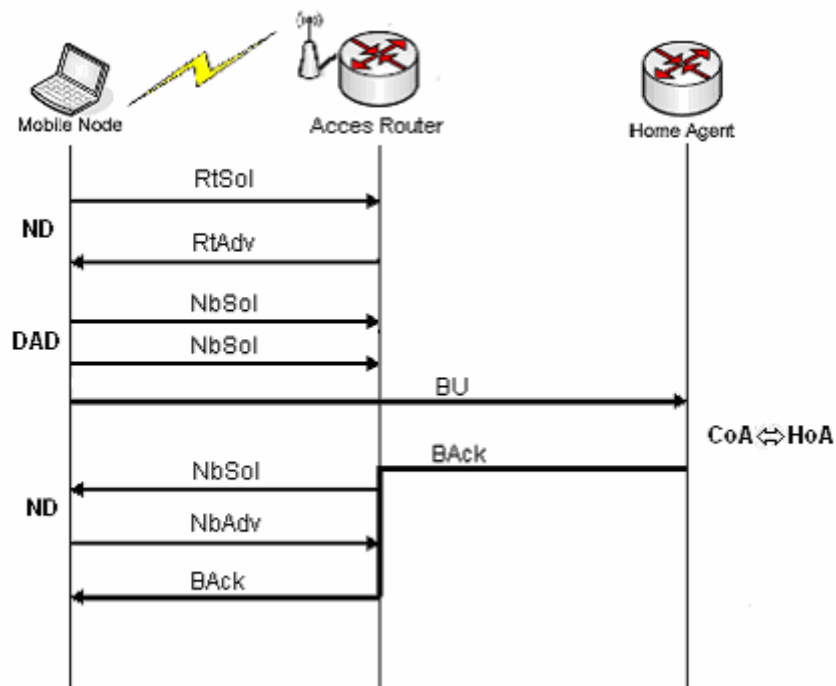 Mobile Node
Acces Router
Home Agent
RtSol
ND
RtAdv
NbSol
DAD
NbSol
BU
CoA⇔HoA
BAck
NbSol
ND
NbAdv
BAck